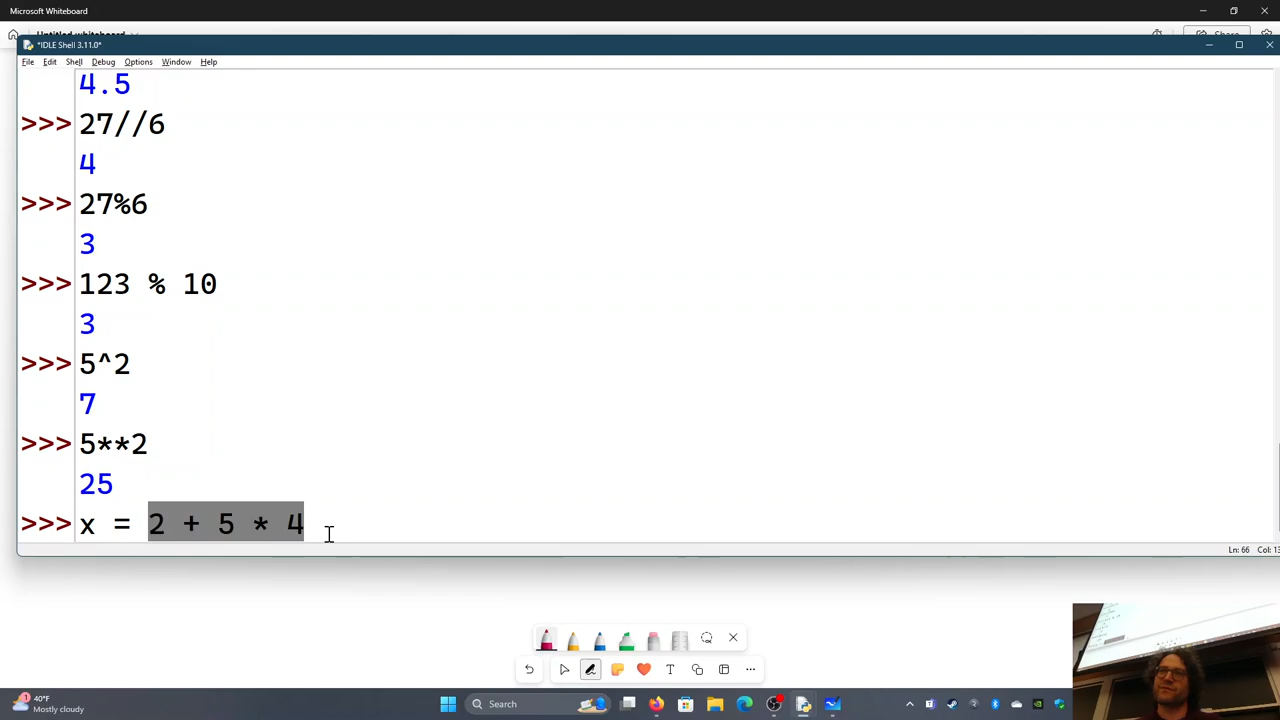 Microsoft Whiteboard
*IDLE Shell 3.11.0*
File Edit Shell Debug Options Window Help
4.5
>>> 27//6
4
>>> 27%6
3
>>> 123 % 10
3
>>> 5^2
7
>>> 5**2
25
>>> x = 2 + 5 * 4
Ln: 66 Col: 13
T
40°F
Mostly cloudy
Search